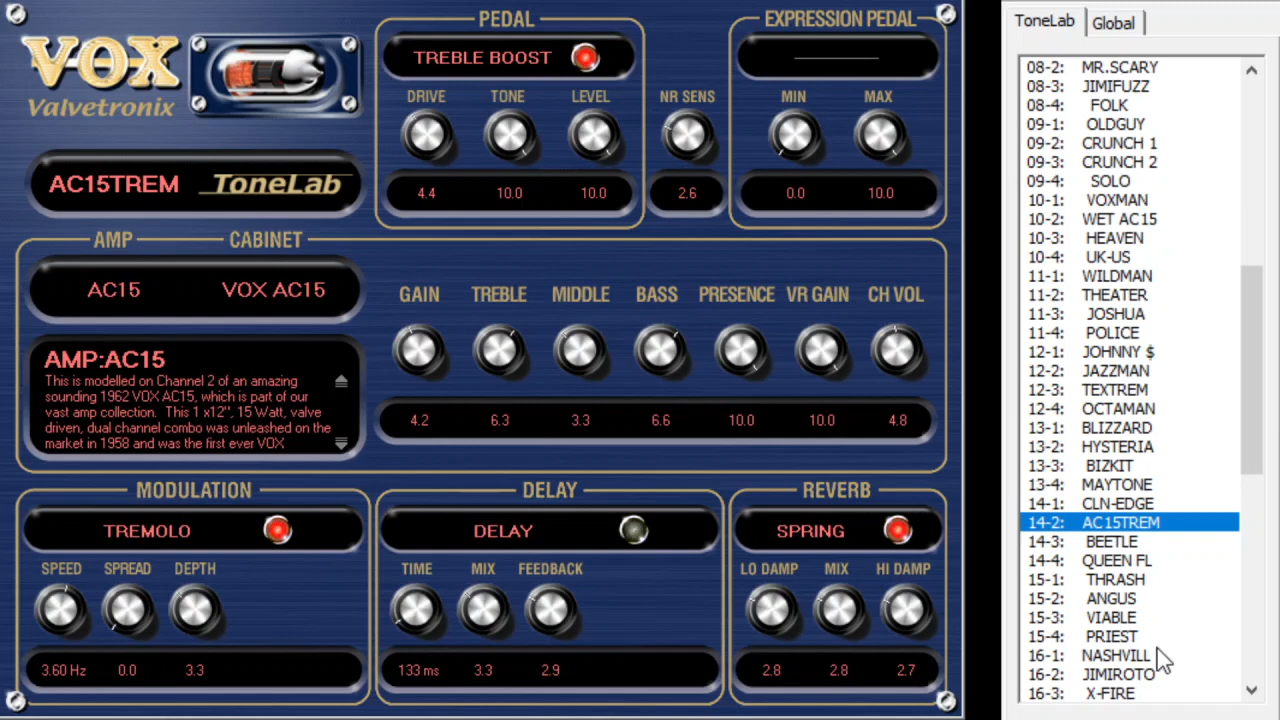 VOX
Valvetronix
AC15TREM ToneLab
PEDAL
TREBLE BOOST
DRIVE TONE LEVEL
4.4 10.0 10.0
NR SENS
2.6
EXPRESSION PEDAL
MIN MAX
0.0 10.0
AMP CABINET
AC15 VOX AC15
AMP:AC15
This is modelled on Channel 2 of an amazing
sounding 1962 VOX AC15, which is part of our
vast amp collection. This 1 x12", 15 Watt, valve
driven, dual channel combo was unleashed on the
market in 1958 and was the first ever VOX
GAIN TREBLE MIDDLE BASS PRESENCE VR GAIN CH VOL
4.2 6.3 3.3 6.6 10.0 10.0 4.8
MODULATION
TREMOLO
SPEED SPREAD DEPTH
3.60 Hz 0.0 3.3
DELAY
DELAY
TIME MIX FEEDBACK
133 ms 3.3 2.9
REVERB
SPRING
LO DAMP MIX HI DAMP
2.8 2.8 2.7
ToneLab Global
08-2: MR.SCARY
08-3: JIMIFUZZ
08-4: FOLK
09-1: OLDGUY
09-2: CRUNCH 1
09-3: CRUNCH 2
09-4: SOLO
10-1: VOXMAN
10-2: WET AC15
10-3: HEAVEN
10-4: UK-US
11-1: WILDMAN
11-2: THEATER
11-3: JOSHUA
11-4: POLICE
12-1: JOHNNY $
12-2: JAZZMAN
12-3: TEXTREM
12-4: OCTAMAN
13-1: BLIZZARD
13-2: HYSTERIA
13-3: BIZKIT
13-4: MAYTONE
14-1: CLN-EDGE
14-2: AC15TREM
14-3: BEETLE
14-4: QUEEN FL
15-1: THRASH
15-2: ANGUS
15-3: VIABLE
15-4: PRIEST
16-1: NASHVILL
16-2: JIMIROTO
16-3: X-FIRE